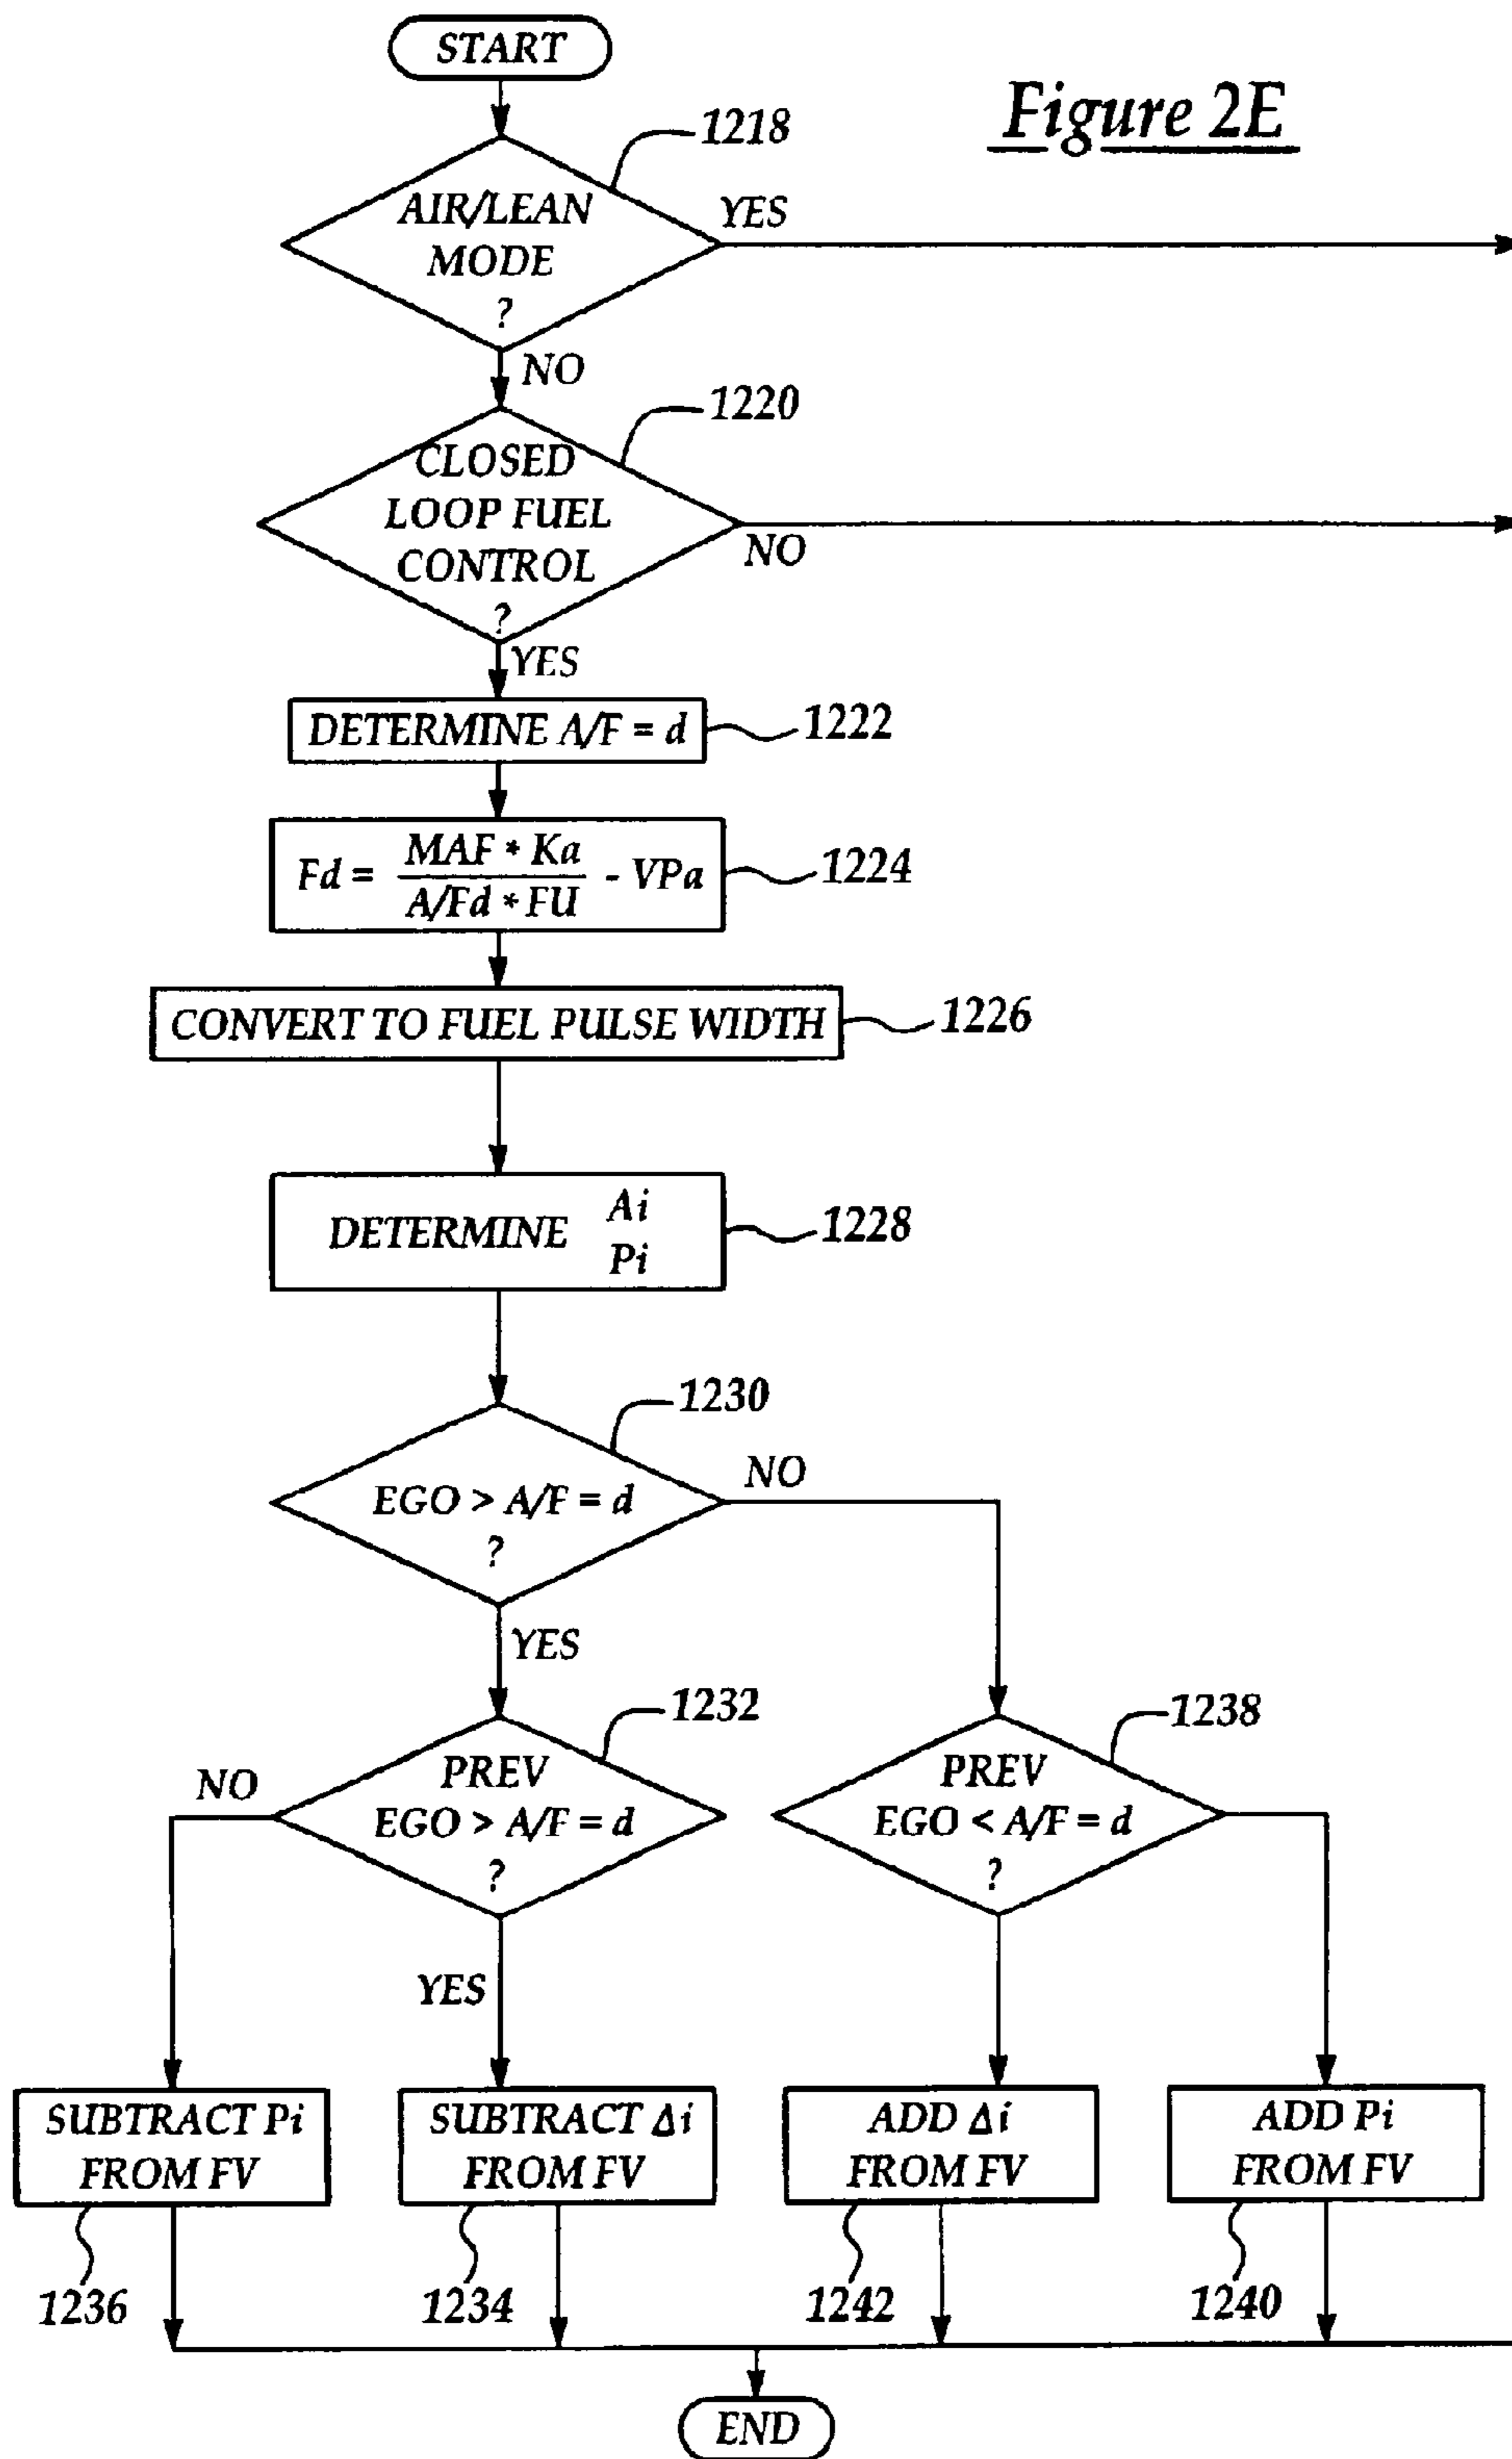 START
Figure 2E
1218
AIR/LEAN
MODE
?
YES
NO
1220
CLOSED
LOOP FUEL
CONTROL
?
NO
YES
DETERMINE A/F = d
1222
Fd = MAF * Ka / A/Fd * FU - VPa
1224
CONVERT TO FUEL PULSE WIDTH
1226
DETERMINE Ai
Pi
1228
1230
EGO > A/F = d
?
NO
YES
1232
PREV
EGO > A/F = d
?
NO
YES
1238
PREV
EGO < A/F = d
?
SUBTRACT Pi
FROM FV
SUBTRACT Δi
FROM FV
ADD Δi
FROM FV
ADD Pi
FROM FV
1236
1234
1242
1240
END